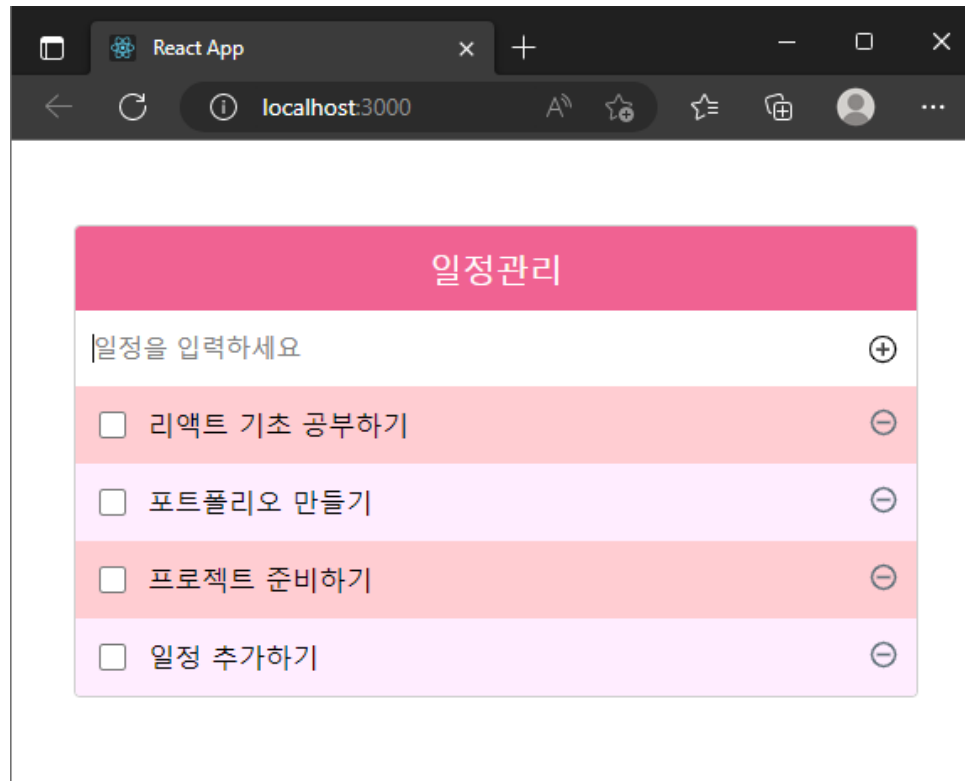 React App
localhost:3000
일정관리
일정을 입력하세요
리액트 기초 공부하기
포트폴리오 만들기
프로젝트 준비하기
일정 추가하기